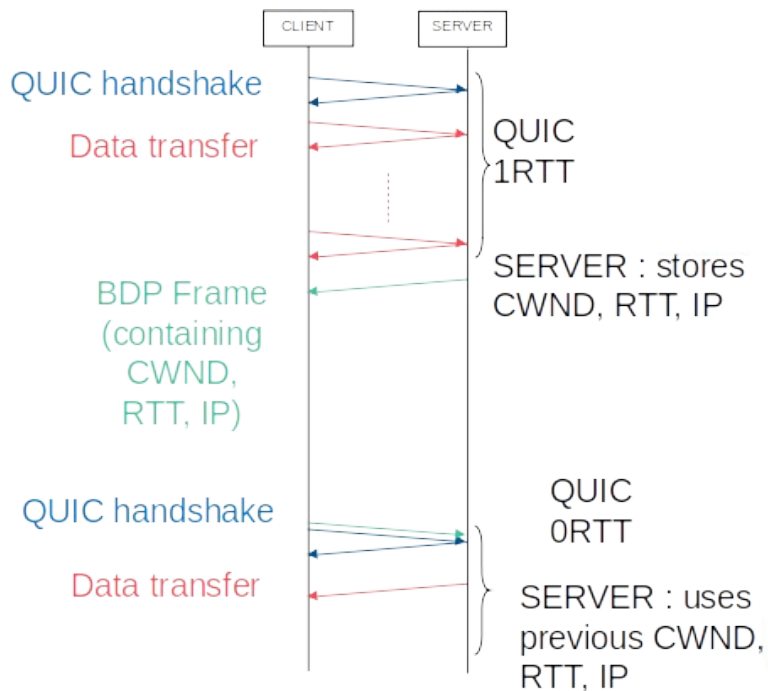 CLIENT
SERVER
QUIC handshake
Data transfer
QUIC
1RTT
SERVER : stores
CWND, RTT, IP
BDP Frame
(containing
CWND,
RTT, IP)
QUIC handshake
QUIC
0RTT
Data transfer
SERVER : uses
previous CWND,
RTT, IP